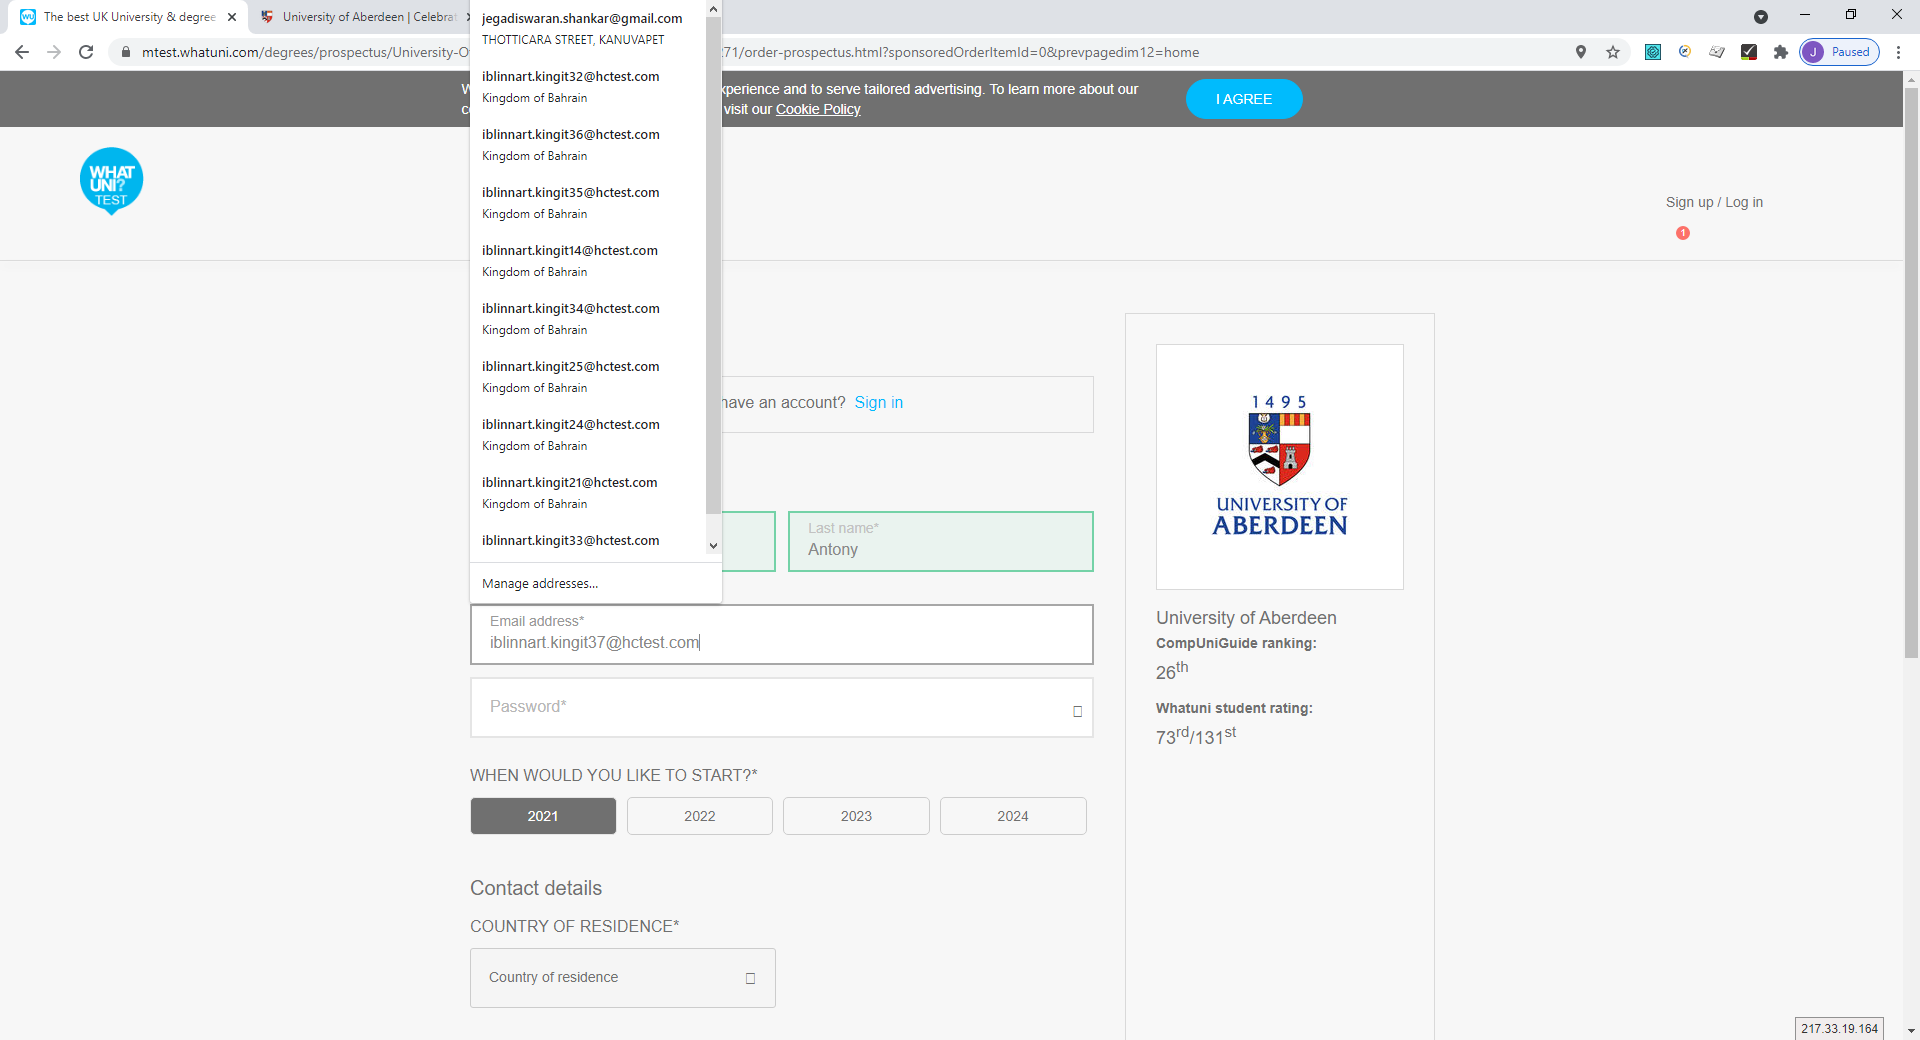 The best UK University & degree
University of Aberdeen | Celebrat
mtest.whatuni.com/degrees/prospectus/University-O
71/order-prospectus.html?sponsoredOrderItemId=0&prevpagedim12=home
J Paused
xperience and to serve tailored advertising. To learn more about our
visit our Cookie Policy
I AGREE
WHAT
UNI?
TEST
Sign up / Log in
1
jegadiswaran.shankar@gmail.com
THOTTICARA STREET, KANUVAPET
iblinnart.kingit32@hctest.com
Kingdom of Bahrain
iblinnart.kingit36@hctest.com
Kingdom of Bahrain
iblinnart.kingit35@hctest.com
Kingdom of Bahrain
iblinnart.kingit14@hctest.com
Kingdom of Bahrain
iblinnart.kingit34@hctest.com
Kingdom of Bahrain
iblinnart.kingit25@hctest.com
Kingdom of Bahrain
iblinnart.kingit24@hctest.com
Kingdom of Bahrain
iblinnart.kingit21@hctest.com
Kingdom of Bahrain
iblinnart.kingit33@hctest.com
Manage addresses...
have an account? Sign in
Last name*
Antony
Email address*
iblinnart.kingit37@hctest.com
Password*
WHEN WOULD YOU LIKE TO START?*
2021
2022
2023
2024
Contact details
COUNTRY OF RESIDENCE*
Country of residence
1495
UNIVERSITY OF
ABERDEEN
University of Aberdeen
CompUniGuide ranking:
26th
Whatuni student rating:
73rd/131st
217.33.19.164